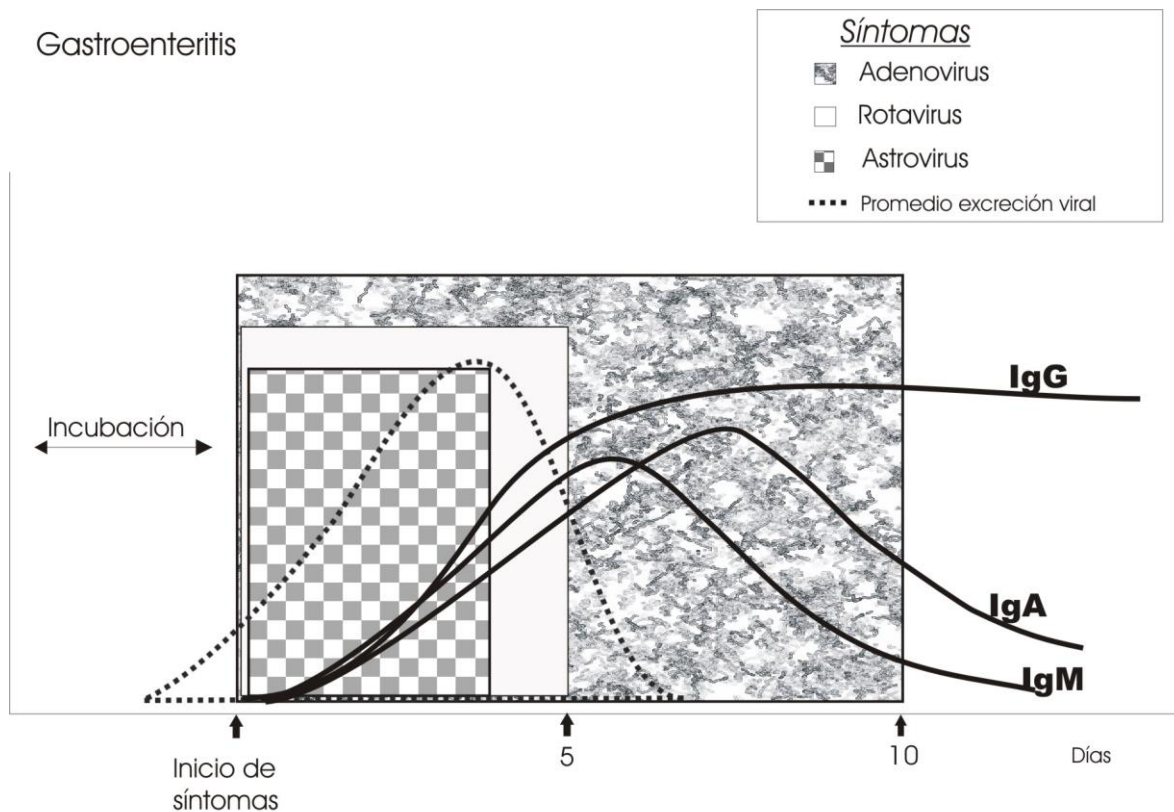 Gastroenteritis
Síntomas
Adenovirus
Rotavirus
Astrovirus
Promedio excreción viral
Incubación
IgG
IgA
IgM
Inicio de
síntomas
5
10
Días